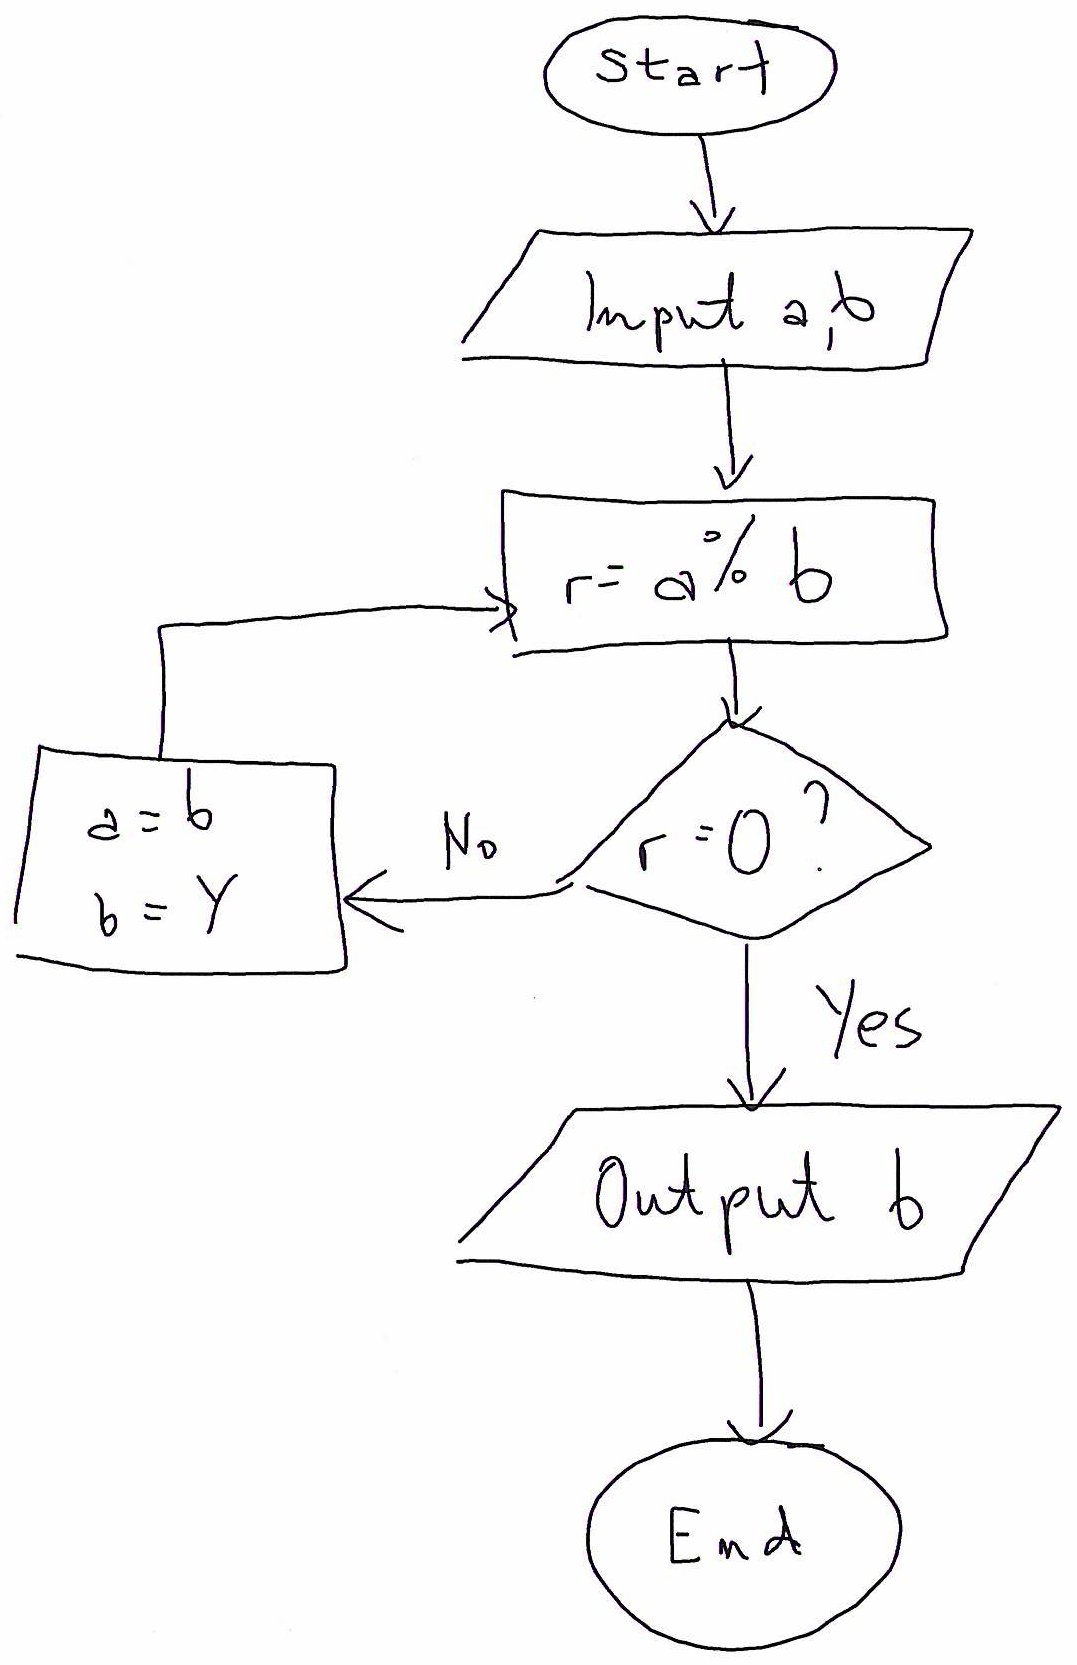 Start
Input a,b
r= a% b
r=0?
No
a=b
b=Y
Yes
Output b
End